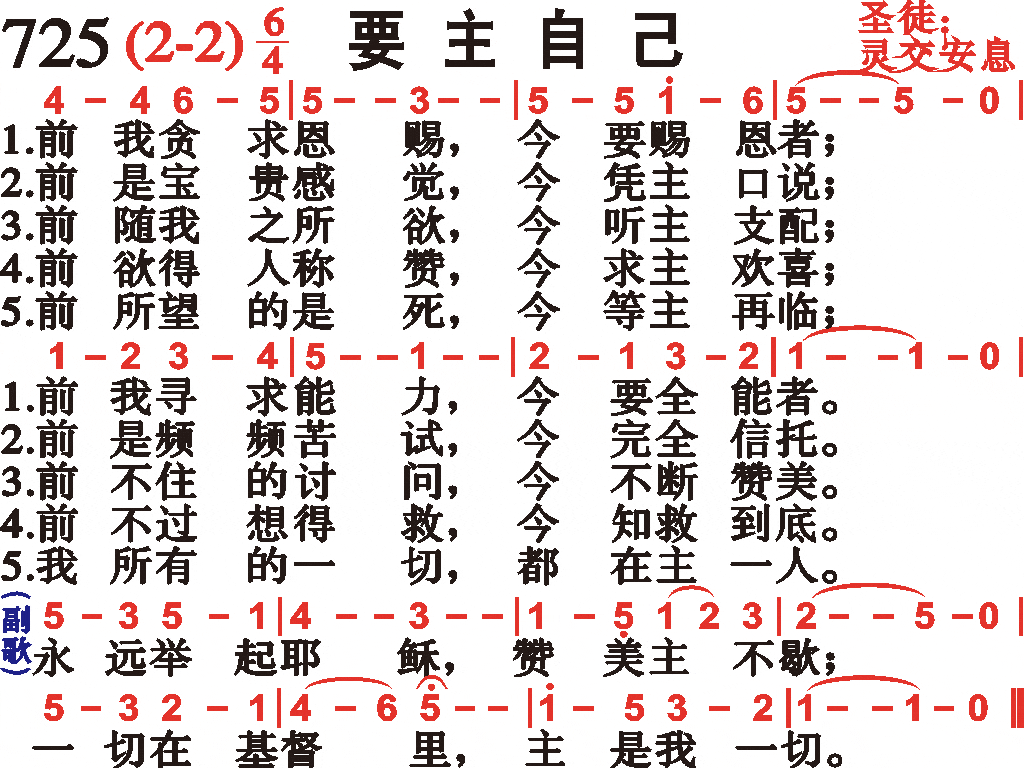 725 (2-2) 6/4 要主自己 圣徒：
灵交安息
4 - 4 6 - 5|5 - - 3 - -|5 - 5 i - 6|5 - - 5 - 0|
1.前 我贪 求恩 赐， 今 要赐 恩者；
2.前 是宝 贵感 觉， 今 凭主 口说；
3.前 随我 之所 欲， 今 听主 支配；
4.前 欲得 人称 赞， 今 求主 欢喜；
5.前 所望 的是 死， 今 等主 再临；
1 - 2 3 - 4|5 - - 1 - -|2 - 1 3 - 2|1 - - 1 - 0|
1.前 我寻 求能 力， 今 要全 能者。
2.前 是频 频苦 试， 今 完全 信托。
3.前 不住 的讨 问， 今 不断 赞美。
4.前 不过 想得 救， 今 知救 到底。
5.我 所有 的一 切， 都 在主 一人。
（副歌） 5 - 3 5 - 1|4 - - 3 - -|1 - 5̣ 1 2 3|2 - - 5 - 0|
永 远举 起耶 稣， 赞 美主 不歇；
5 - 3 2 - 1|4 - 6 5̇ - -|i - 5 3 - 2|1 - - 1 - 0‖
一 切在 基督 里， 主 是我 一切。